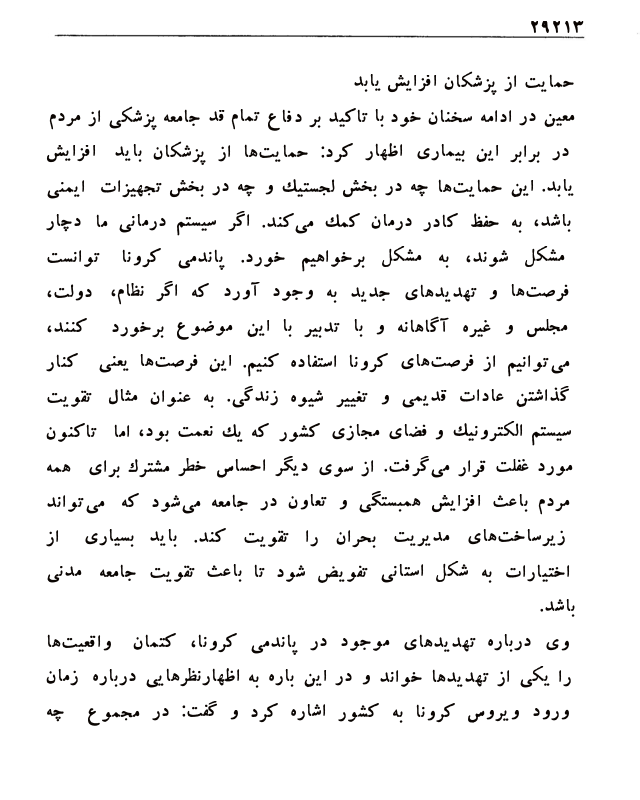 ۲۹۲۱۳
حمایت از پزشکان افزایش یابد
معین در ادامه سخنان خود با تاکید بر دفاع تمام قد جامعه پزشکی از مردم
در برابر این بیماری اظهار کرد: حمایت‌ها از پزشکان باید افزایش
یابد. این حمایت‌ها چه در بخش لجستیك و چه در بخش تجهیزات ایمنی
باشد، به حفظ کادر درمان کمك می‌کند. اگر سیستم درمانی ما دچار
مشکل شوند، به مشکل برخواهیم خورد. پاندمی کرونا توانست
فرصت‌ها و تهدیدهای جدید به وجود آورد که اگر نظام، دولت،
مجلس و غیره آگاهانه و با تدبیر با این موضوع برخورد کنند،
می‌توانیم از فرصت‌های کرونا استفاده کنیم. این فرصت‌ها یعنی کنار
گذاشتن عادات قدیمی و تغییر شیوه زندگی. به عنوان مثال تقویت
سیستم الکترونیك و فضای مجازی کشور که یك نعمت بود، اما تاکنون
مورد غفلت قرار می‌گرفت. از سوی دیگر احساس خطر مشترك برای همه
مردم باعث افزایش همبستگی و تعاون در جامعه می‌شود که می‌تواند
زیرساخت‌های مدیریت بحران را تقویت کند. باید بسیاری از
اختیارات به شکل استانی تفویض شود تا باعث تقویت جامعه مدنی
باشد.
وی درباره تهدیدهای موجود در پاندمی کرونا، کتمان واقعیت‌ها
را یکی از تهدیدها خواند و در این باره به اظهارنظرهایی درباره زمان
ورود ویروس کرونا به کشور اشاره کرد و گفت: در مجموع چه